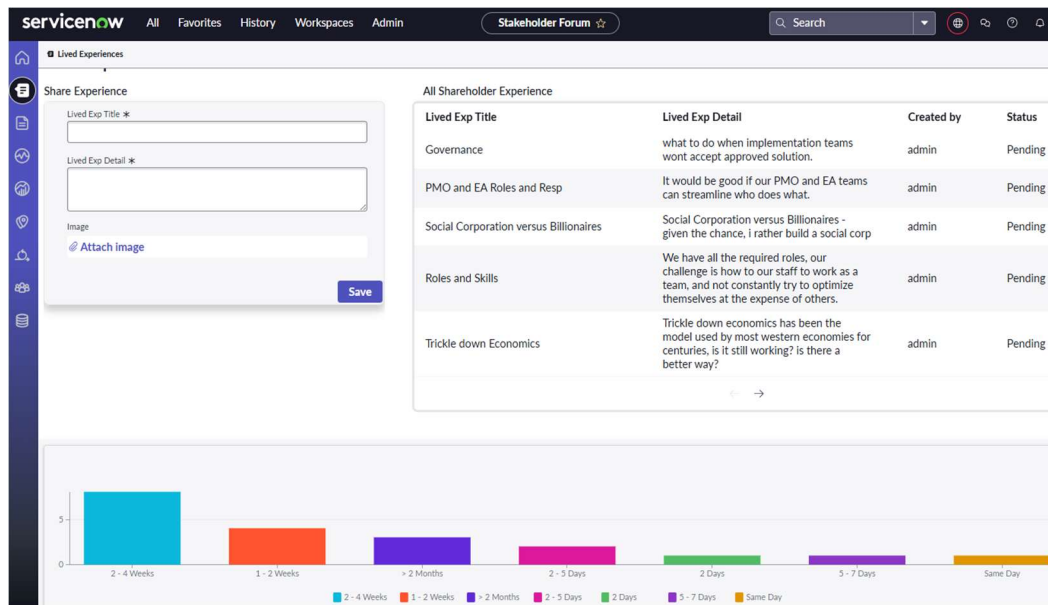 servicenow All Favorites History Workspaces Admin Stakeholder Forum Search
Lived Experiences
Share Experience
Lived Exp Title *
Lived Exp Detail *
Image
Attach image
Save
All Shareholder Experience
Lived Exp Title Lived Exp Detail Created by Status
Governance what to do when implementation teams admin Pending
wont accept approved solution.
PMO and EA Roles and Resp It would be good if our PMO and EA teams admin Pending
can streamline who does what.
Social Corporation versus Billionaires Social Corporation versus Billionaires - admin Pending
given the chance, i rather build a social corp
We have all the required roles, our
challenge is how to our staff to work as a
Roles and Skills team, and not constantly try to optimize admin Pending
themselves at the expense of others.
Trickle down economics has been the
model used by most western economies for
Trickle down Economics centuries, is it still working? is there a admin Pending
better way?
5
0
2 - 4 Weeks 1 - 2 Weeks > 2 Months 2 - 5 Days 2 Days 5 - 7 Days Same Day
2 - 4 Weeks 1 - 2 Weeks > 2 Months 2 - 5 Days 2 Days 5 - 7 Days Same Day